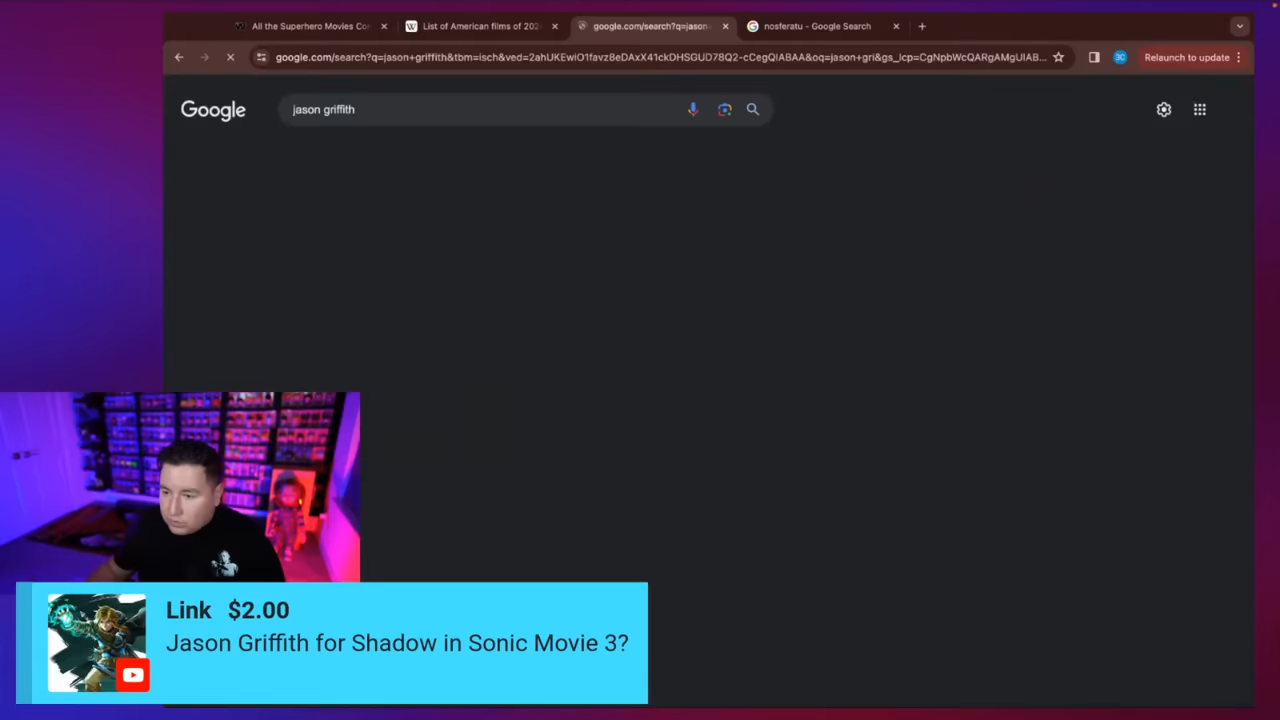 All the Superhero Movies Co
List of American films of 202
google.com/search?q=jason
nosferatu - Google Search
google.com/search?q=jason+griffith&tbm=isch&ved=2ahUKEwiO1favz8eDAxX41ckDHSGUD78Q2-cCegQIABAA&oq=jason+gri&gs_lcp=CgNpbWcQARgAMgUIAB...
Relaunch to update
Google
jason griffith
Link $2.00
Jason Griffith for Shadow in Sonic Movie 3?